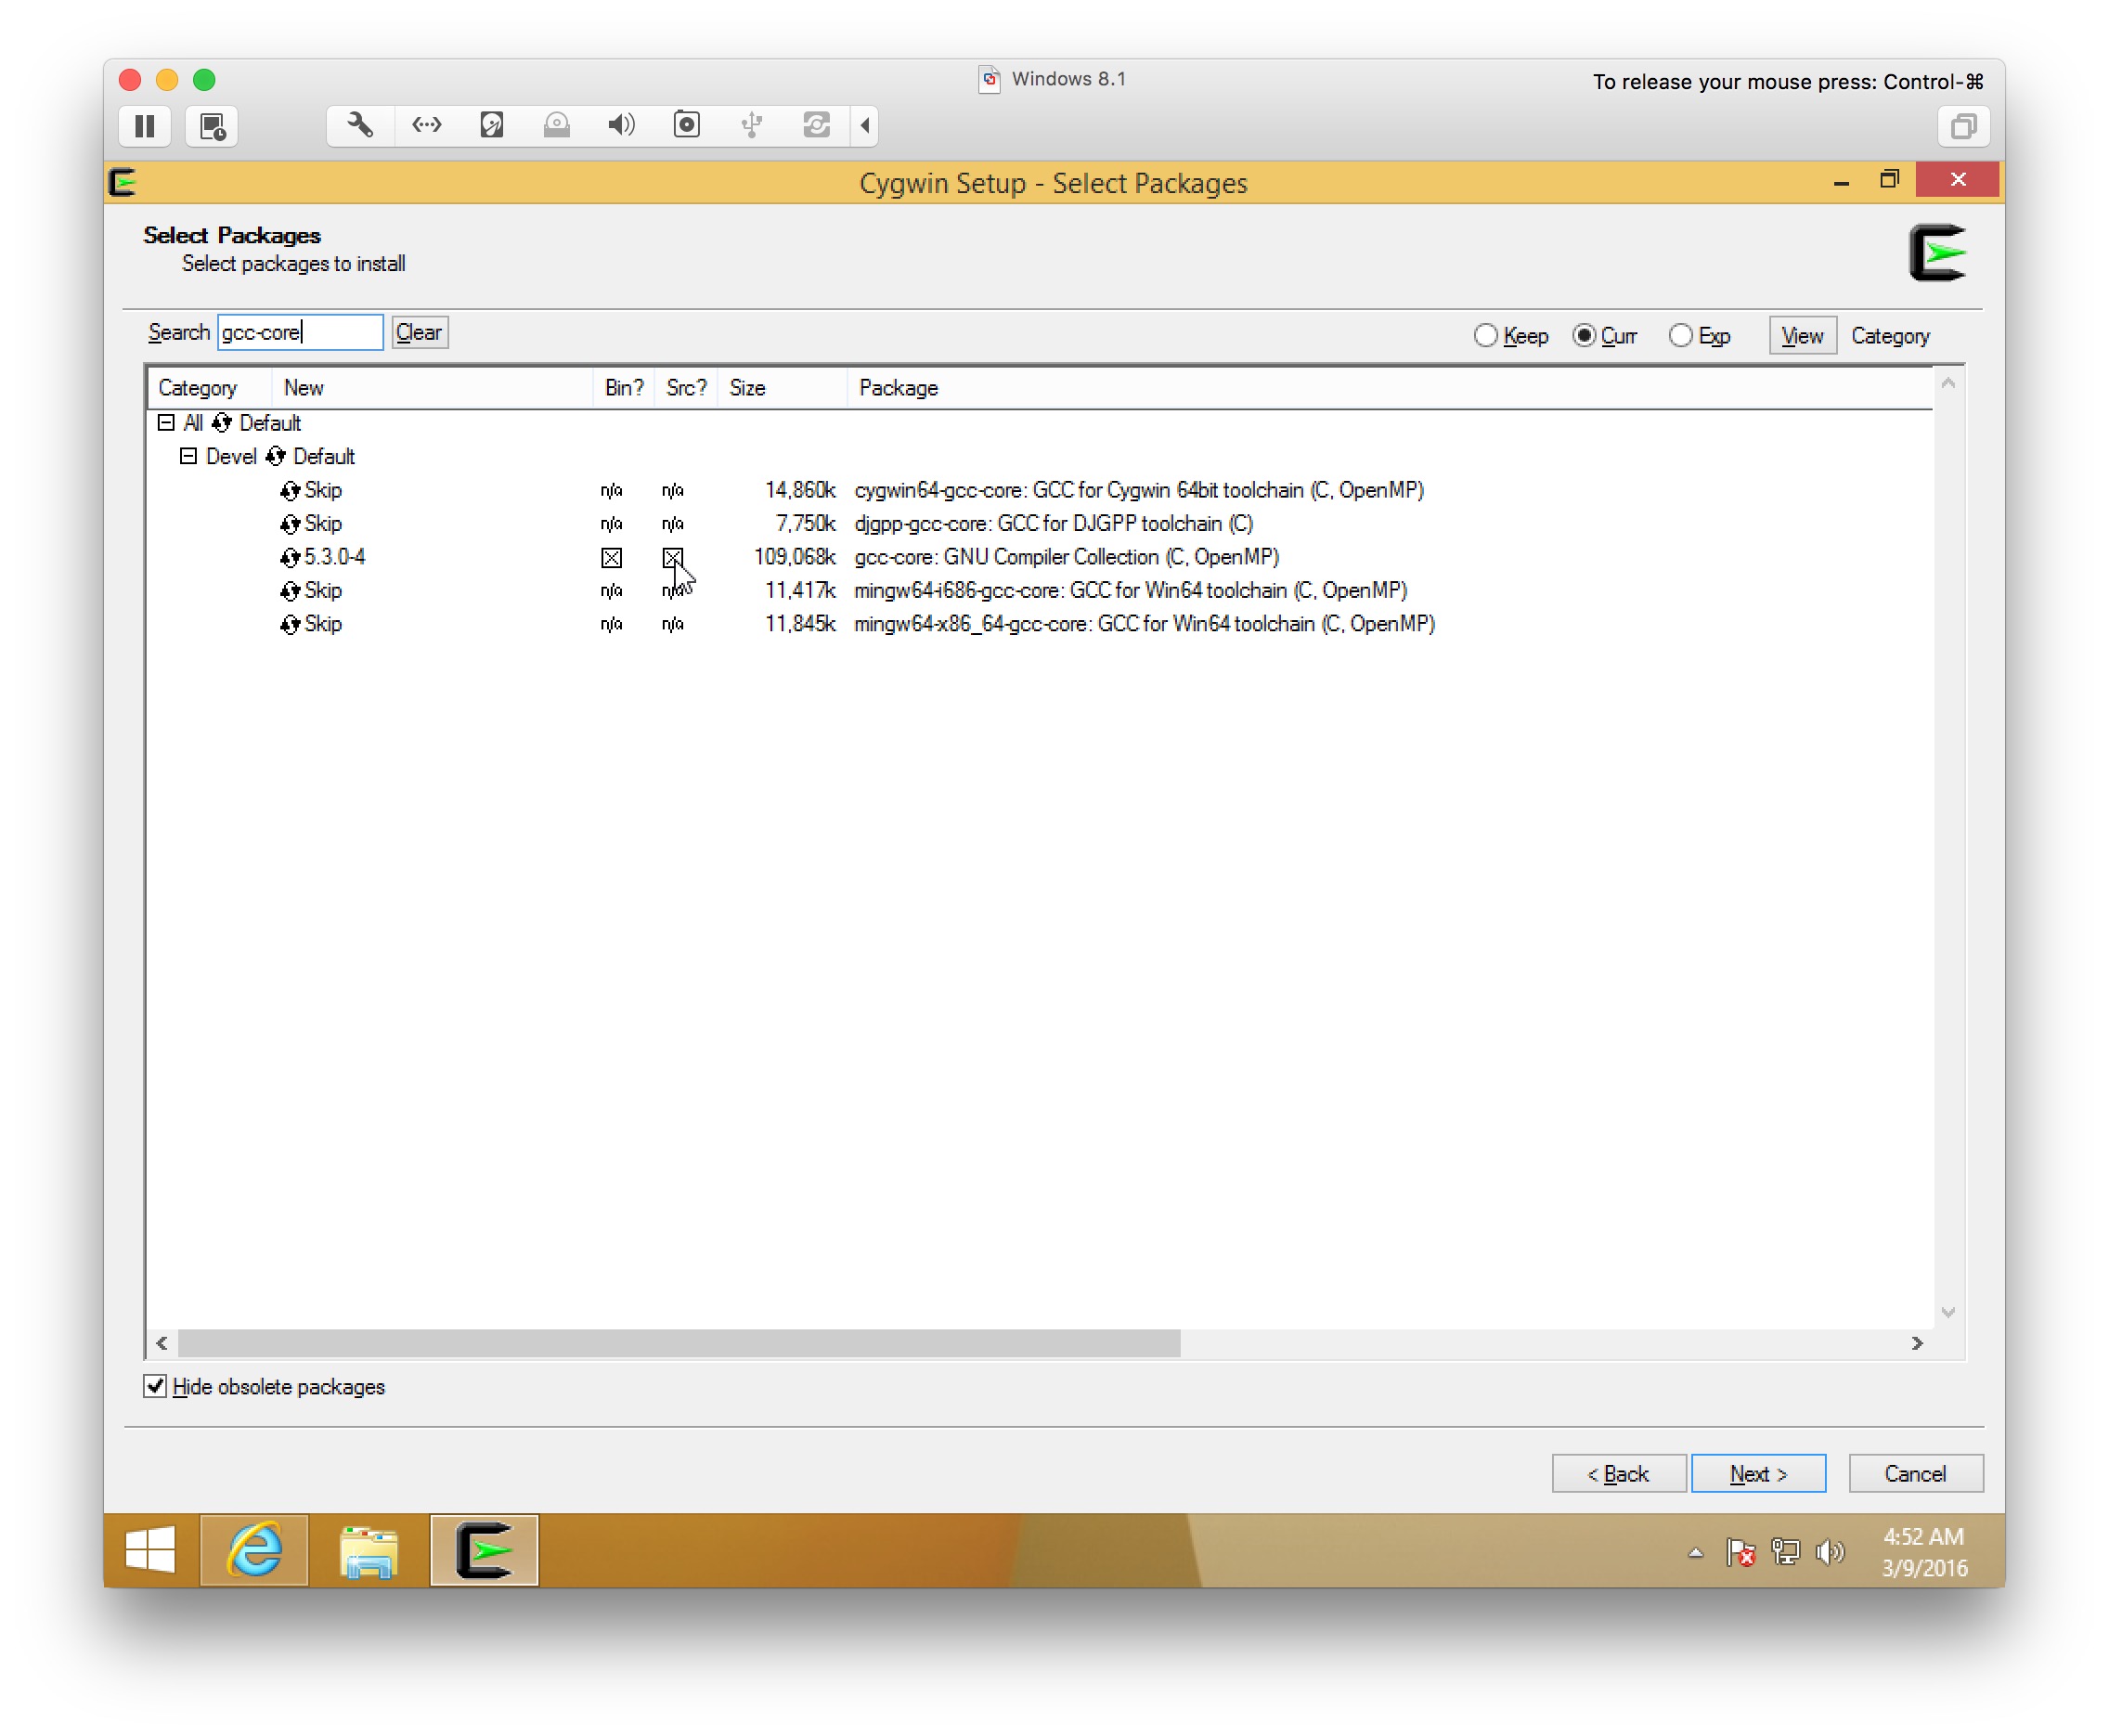 Windows 8.1
To release your mouse press: Control-⌘
Cygwin Setup - Select Packages
Select Packages
Select packages to install
Search gcc-core Clear Keep Curr Exp View Category
Category New Bin? Src? Size Package
All Default
Devel Default
Skip n/a n/a 14,860k cygwin64-gcc-core: GCC for Cygwin 64bit toolchain (C, OpenMP)
Skip n/a n/a 7,750k djgpp-gcc-core: GCC for DJGPP toolchain (C)
5.3.0-4 109,068k gcc-core: GNU Compiler Collection (C, OpenMP)
Skip n/a n/a 11,417k mingw64-i686-gcc-core: GCC for Win64 toolchain (C, OpenMP)
Skip n/a n/a 11,845k mingw64-x86_64-gcc-core: GCC for Win64 toolchain (C, OpenMP)
Hide obsolete packages
< Back Next > Cancel
4:52 AM
3/9/2016